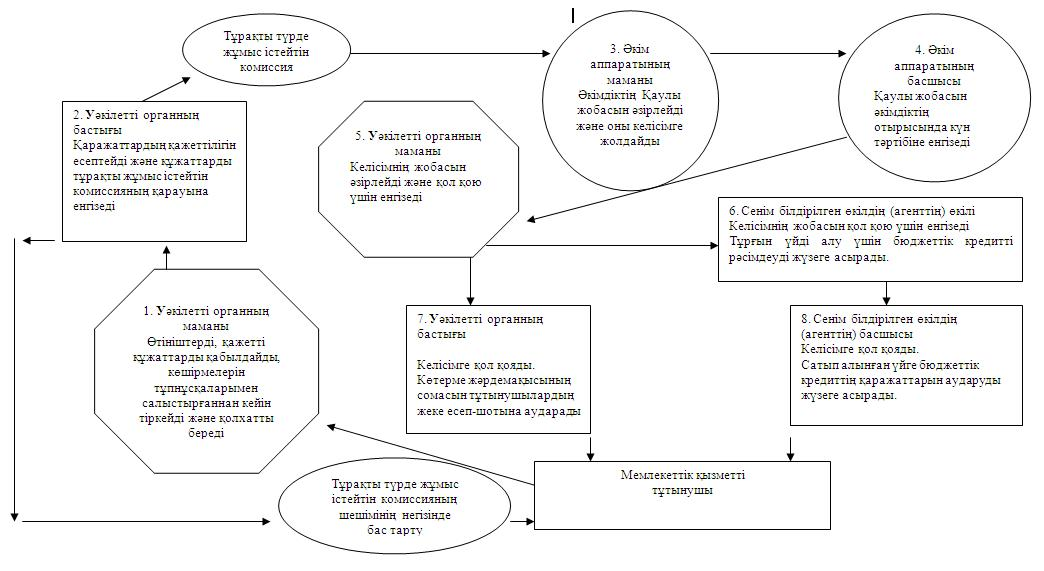 Тұрақты түрде
жұмыс істейтін
комиссия
3. Әкім
аппаратының
маманы
Әкімдіктің Қаулы
жобасын әзірлейді
және оны келісімге
жолдайды
4. Әкім
аппаратының
басшысы
Қаулы жобасын
әкімдіктің
отырысында күн
тәртібіне енгізеді
2. Уәкілетті органның
бастығы
Қаражаттардың қажеттілігін
есептейді және құжаттарды
тұрақты жұмыс істейтін
комиссияның қарауына
енгізеді
5. Уәкілетті органның
маманы
Келісімнің жобасын
әзірлейді және қол қою
үшін енгізеді
6. Сенім білдірілген өкілдің (агенттің) өкілі
Келісімнің жобасын қол қою үшін енгізеді
Тұрғын үйді алу үшін бюджеттік кредитті
рәсімдеуді жүзеге асырады.
1. Уәкілетті органның
маманы
Өтініштерді, қажетті
құжаттарды қабылдайды,
көшірмелерін
тұпнұсқаларымен
салыстырғаннан кейін
тіркейді және қолхатты
береді
7. Уәкілетті органның
бастығы
Келісімге қол қояды.
Көтерме жәрдемақысының
сомасын тұтынушылардың
жеке есеп-шотына аударады
8. Сенім білдірілген өкілдің
(агенттің) басшысы
Келісімге қол қояды.
Сатып алынған үйге бюджеттік
кредиттің қаражаттарын аударуды
жүзеге асырады.
Тұрақты түрде жұмыс
істейтін комиссияның
шешімінің негізінде
бас тарту
Мемлекеттік қызметті
тұтынушы